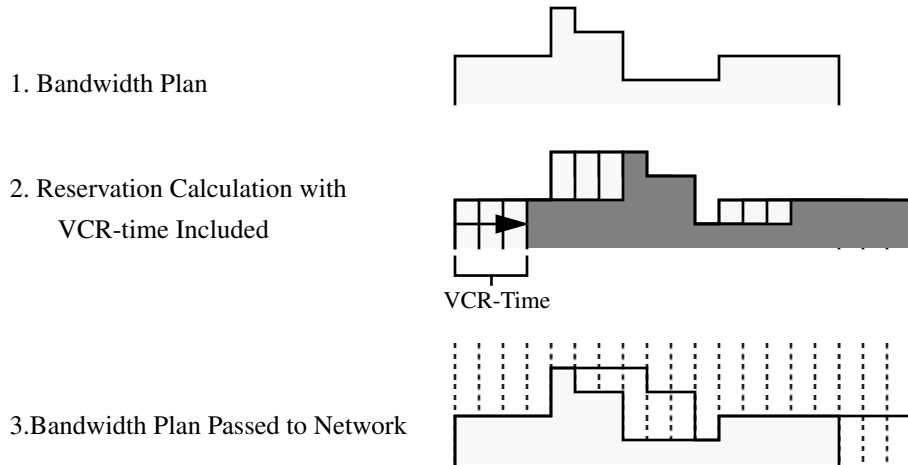 1. Bandwidth Plan
2. Reservation Calculation with
VCR-time Included
VCR-Time
3.Bandwidth Plan Passed to Network